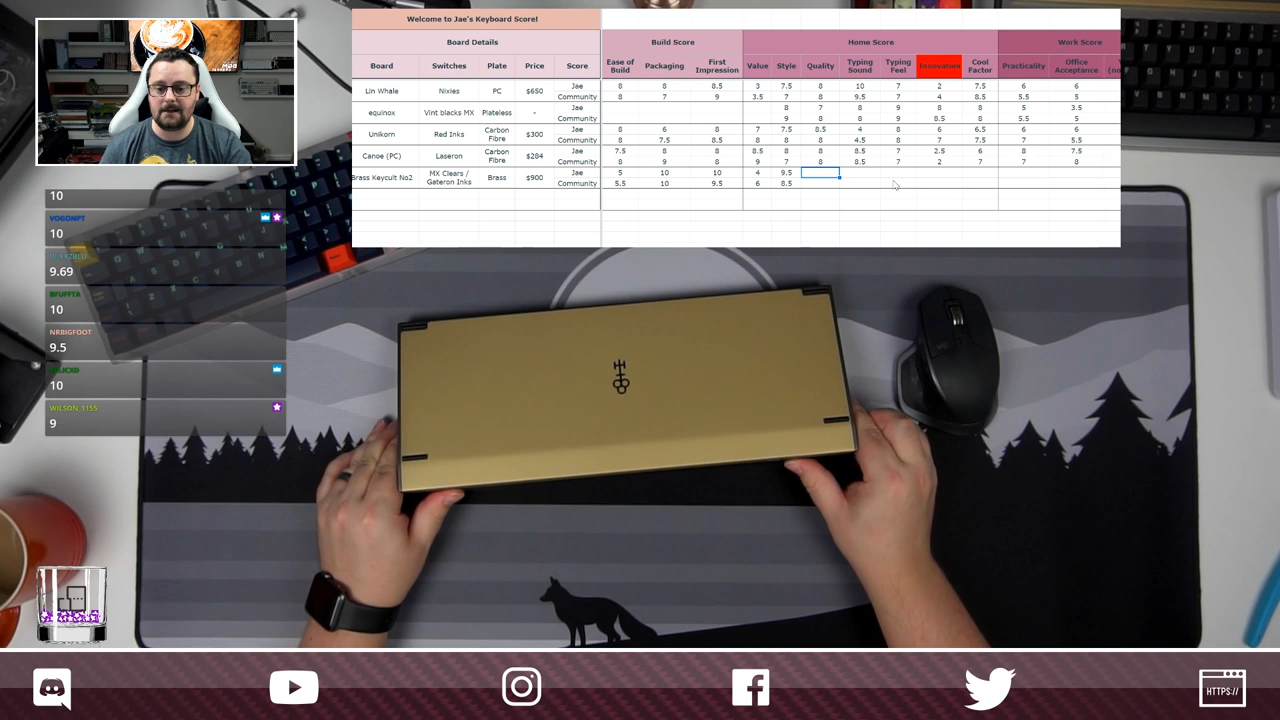 Welcome to Jae's Keyboard Score!
Board Details Build Score Home Score Work Score
Board Switches Plate Price Score Ease of Build Packaging First Impression Value Style Quality Typing Sound Typing Feel Innovation Cool Factor Practicality Office Acceptance (no
Lin Whale Nixies PC $650
Jae 8 8 8.5 3 7.5 8 10 7 2 7.5 6 6
Community 8 7 9 3.5 7 8 9.5 7 4 8.5 5.5 5
equinox Vint blacks MX Plateless -
Jae 8 7 8 9 8 8 5 3.5
Community 9 8 8 9 8.5 8 5.5 5
Unikorn Red Inks Carbon Fibre $300
Jae 8 6 8 7 7.5 8.5 4 8 6 6.5 6 6
Community 8 7.5 8.5 8 8 8 4.5 8 7 7.5 7 5.5
Canoe (PC) Laseron Carbon Fibre $284
Jae 7.5 8 8 8.5 8 8 8.5 7 2.5 6 8 7.5
Community 8 9 8 9 7 8 8.5 7 2 7 7 8
Brass Keycult No2 MX Clears / Gateron Inks Brass $900
Jae 5 10 10 4 9.5
Community 5.5 10 9.5 6 8.5
10
VOGONPT
10
9.69
BFUFFTA
10
NRBIGFOOT
9.5
10
WILSON_1155
9
HTTPS://